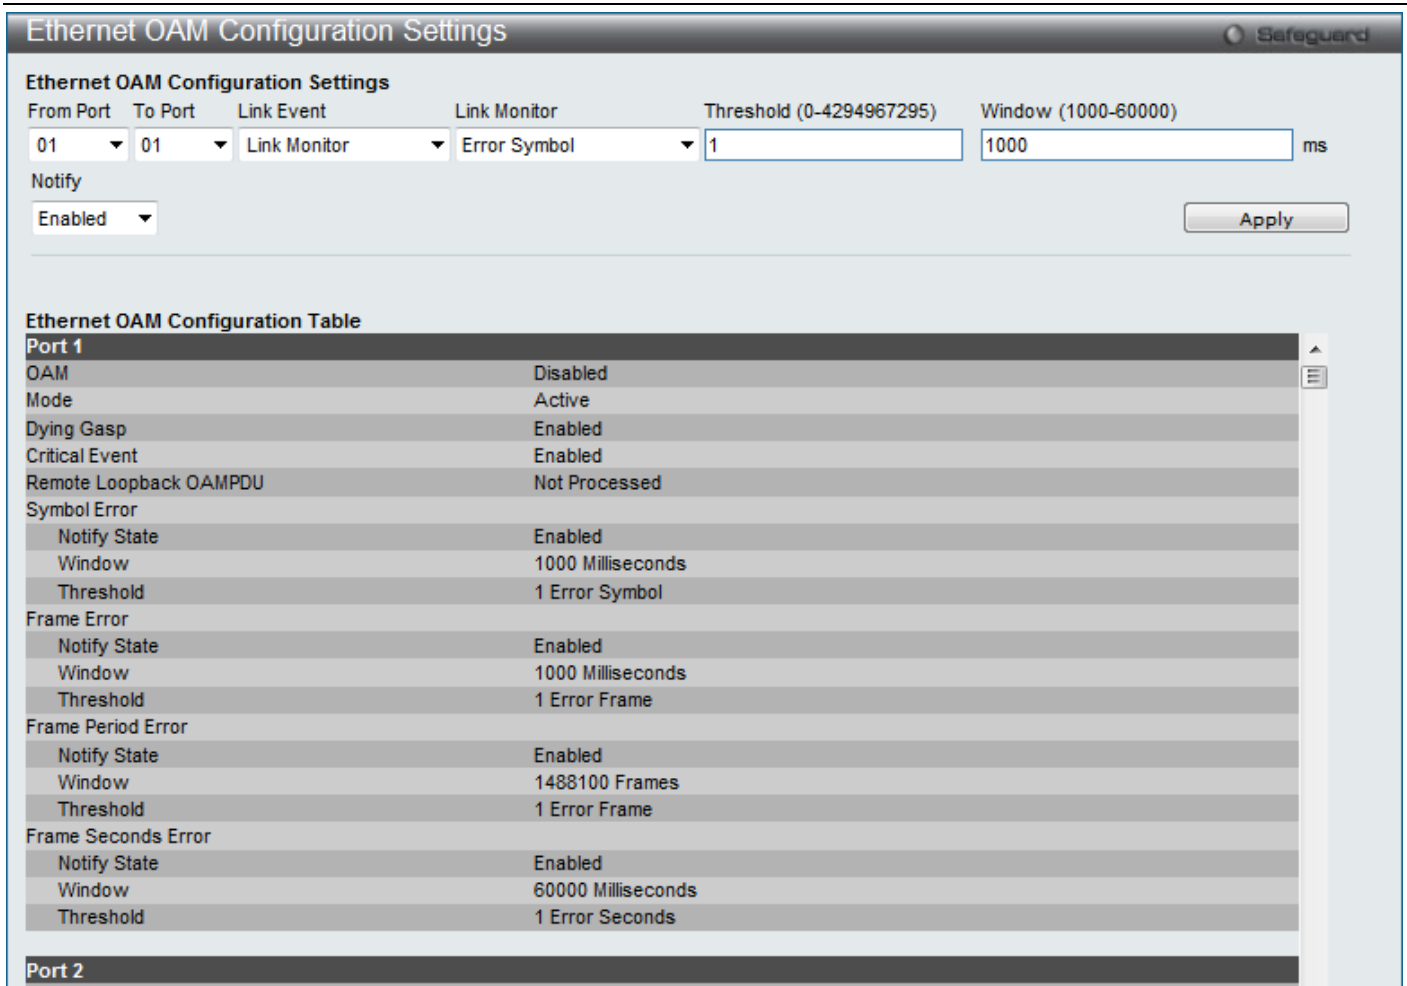 Ethernet OAM Configuration Settings
Safeguard
Ethernet OAM Configuration Settings
From Port To Port Link Event Link Monitor Threshold (0-4294967295) Window (1000-60000)
01 01 Link Monitor Error Symbol 1 1000 ms
Notify
Enabled Apply
Ethernet OAM Configuration Table
Port 1
OAM Disabled
Mode Active
Dying Gasp Enabled
Critical Event Enabled
Remote Loopback OAMPDU Not Processed
Symbol Error
Notify State Enabled
Window 1000 Milliseconds
Threshold 1 Error Symbol
Frame Error
Notify State Enabled
Window 1000 Milliseconds
Threshold 1 Error Frame
Frame Period Error
Notify State Enabled
Window 1488100 Frames
Threshold 1 Error Frame
Frame Seconds Error
Notify State Enabled
Window 60000 Milliseconds
Threshold 1 Error Seconds
Port 2